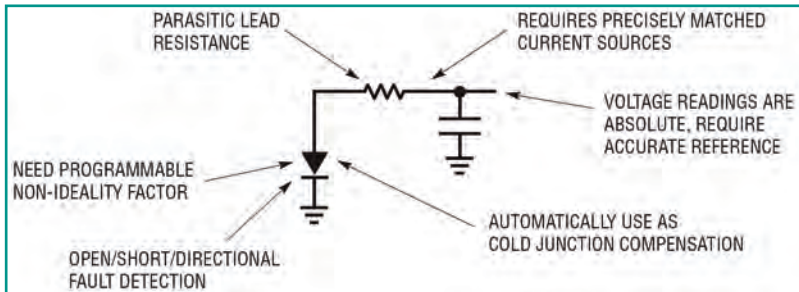 PARASITIC LEAD
RESISTANCE
REQUIRES PRECISELY MATCHED
CURRENT SOURCES
VOLTAGE READINGS ARE
ABSOLUTE, REQUIRE
ACCURATE REFERENCE
NEED PROGRAMMABLE
NON-IDEALITY FACTOR
AUTOMATICALLY USE AS
COLD JUNCTION COMPENSATION
OPEN/SHORT/DIRECTIONAL
FAULT DETECTION